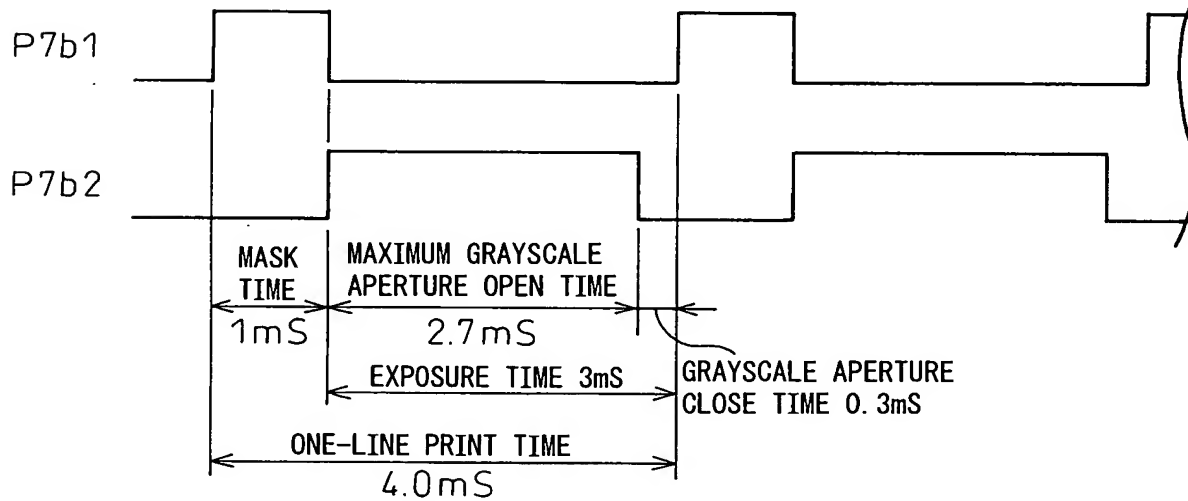 P7b1
P7b2
MASK
TIME
1mS
MAXIMUM GRAYSCALE
APERTURE OPEN TIME
2.7mS
EXPOSURE TIME 3mS
GRAYSCALE APERTURE
CLOSE TIME 0.3mS
ONE-LINE PRINT TIME
4.0mS